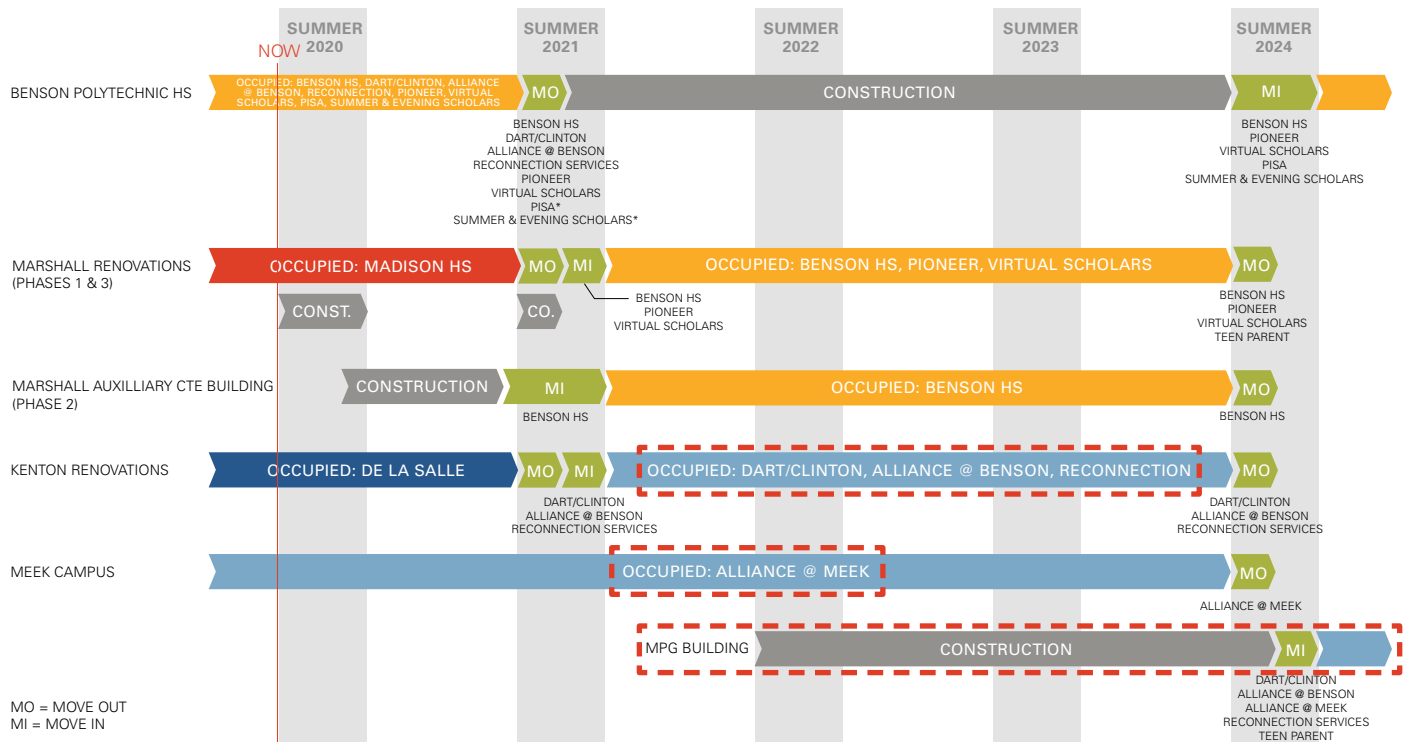 SUMMER 2020
SUMMER 2021
SUMMER 2022
SUMMER 2023
SUMMER 2024
NOW
BENSON POLYTECHNIC HS
OCCUPIED: BENSON HS, DART/CLINTON, ALLIANCE
@ BENSON, RECONNECTION, PIONEER, VIRTUAL
SCHOLARS, PISA, SUMMER & EVENING SCHOLARS
MO
CONSTRUCTION
MI
BENSON HS
DART/CLINTON
ALLIANCE @ BENSON
RECONNECTION SERVICES
PIONEER
VIRTUAL SCHOLARS
PISA*
SUMMER & EVENING SCHOLARS*
BENSON HS
PIONEER
VIRTUAL SCHOLARS
PISA
SUMMER & EVENING SCHOLARS
MARSHALL RENOVATIONS
(PHASES 1 & 3)
OCCUPIED: MADISON HS
MO
MI
OCCUPIED: BENSON HS, PIONEER, VIRTUAL SCHOLARS
MO
CONST.
CO.
BENSON HS
PIONEER
VIRTUAL SCHOLARS
BENSON HS
PIONEER
VIRTUAL SCHOLARS
TEEN PARENT
MARSHALL AUXILLIARY CTE BUILDING
(PHASE 2)
CONSTRUCTION
MI
OCCUPIED: BENSON HS
MO
BENSON HS
BENSON HS
KENTON RENOVATIONS
OCCUPIED: DE LA SALLE
MO
MI
OCCUPIED: DART/CLINTON, ALLIANCE @ BENSON, RECONNECTION
MO
DART/CLINTON
ALLIANCE @ BENSON
RECONNECTION SERVICES
DART/CLINTON
ALLIANCE @ BENSON
RECONNECTION SERVICES
MEEK CAMPUS
OCCUPIED: ALLIANCE @ MEEK
MO
ALLIANCE @ MEEK
MPG BUILDING
CONSTRUCTION
MI
DART/CLINTON
ALLIANCE @ BENSON
ALLIANCE @ MEEK
RECONNECTION SERVICES
TEEN PARENT
MO = MOVE OUT
MI = MOVE IN